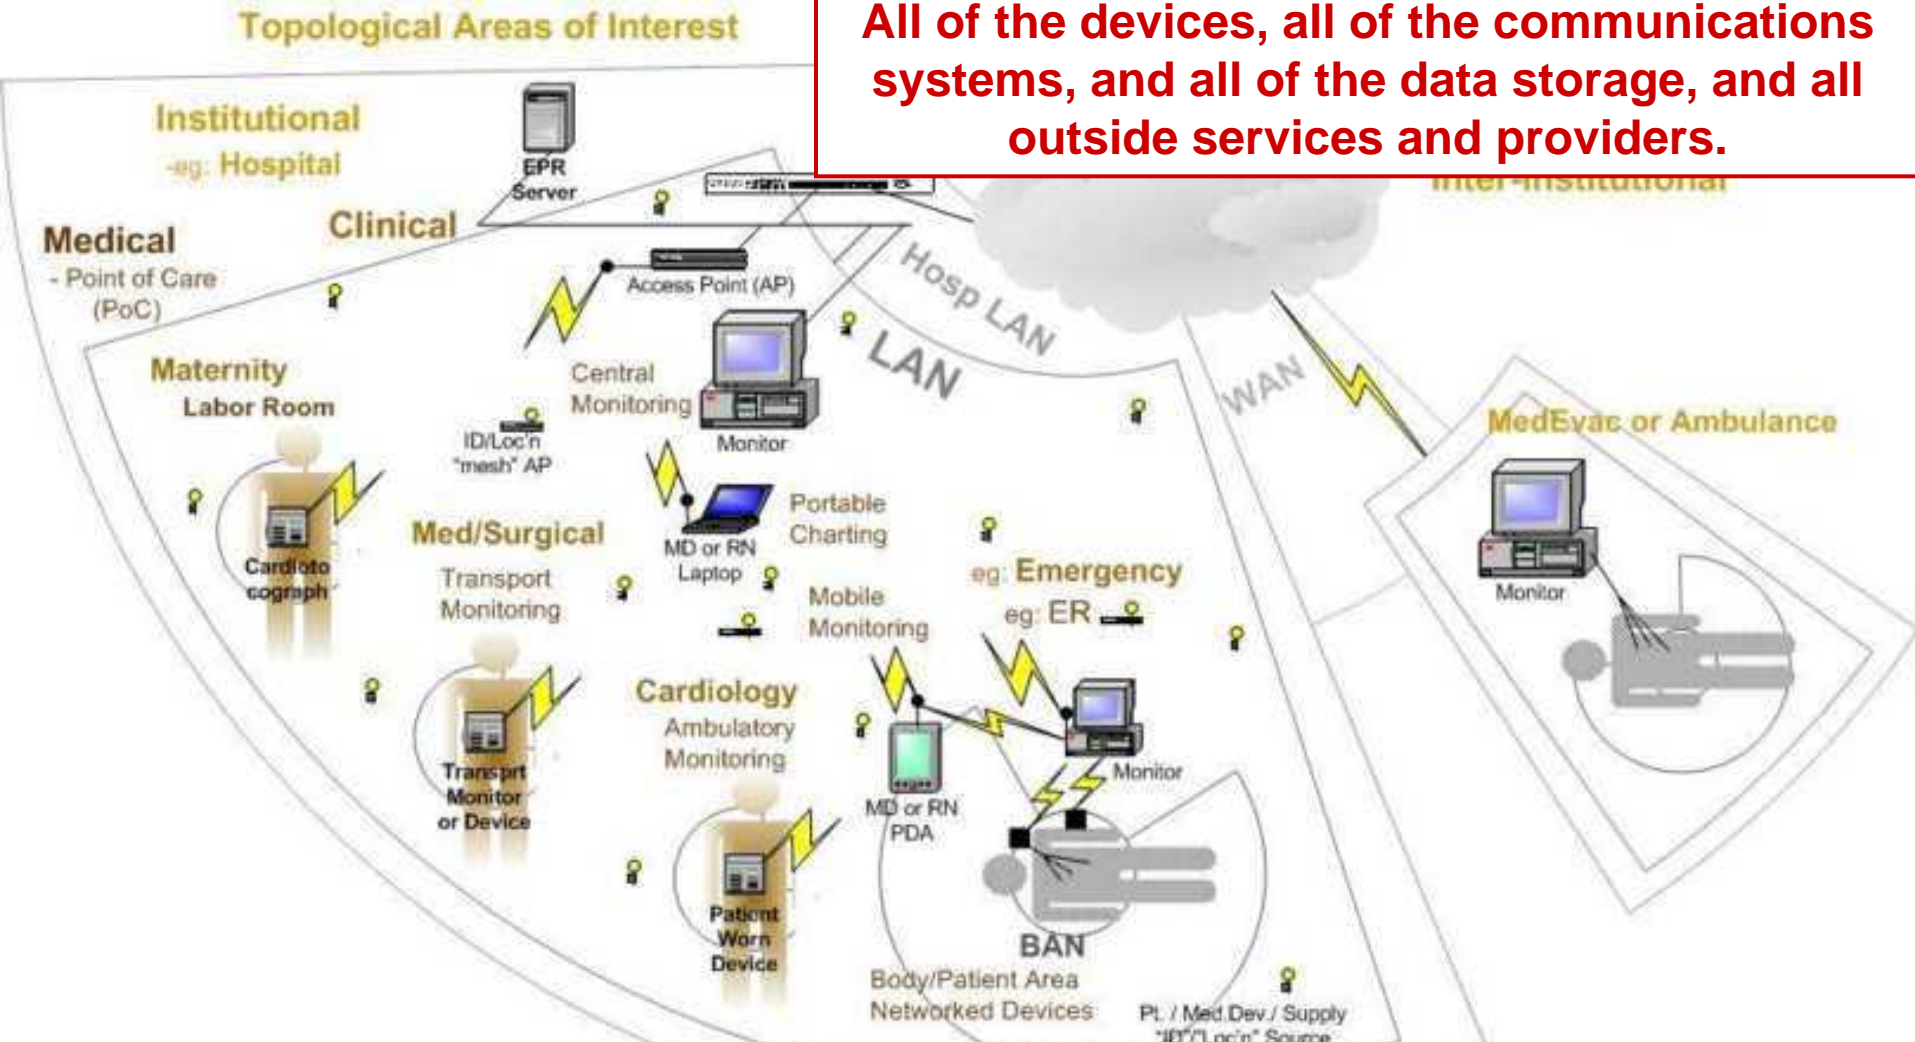 Topological Areas of Interest
All of the devices, all of the communications
systems, and all of the data storage, and all
outside services and providers.
Institutional
-eg: Hospital
EPR
Server
Inter-Institutional
Clinical
Medical
- Point of Care
(PoC)
Access Point (AP)
Hosp LAN
LAN
WAN
Maternity
Labor Room
Central
Monitoring
Monitor
ID/Loc'n
"mesh" AP
MedEvac or Ambulance
Monitor
Portable
Charting
MD or RN
Laptop
Med/Surgical
Transport
Monitoring
Cardioto
cograph
eg: Emergency
eg: ER
Mobile
Monitoring
Cardiology
Ambulatory
Monitoring
Transprt
Monitor
or Device
Monitor
MD or RN
PDA
Patient
Worn
Device
BAN
Body/Patient Area
Networked Devices
Pt. / Med.Dev./ Supply
"ID"/"Loc'n" Source